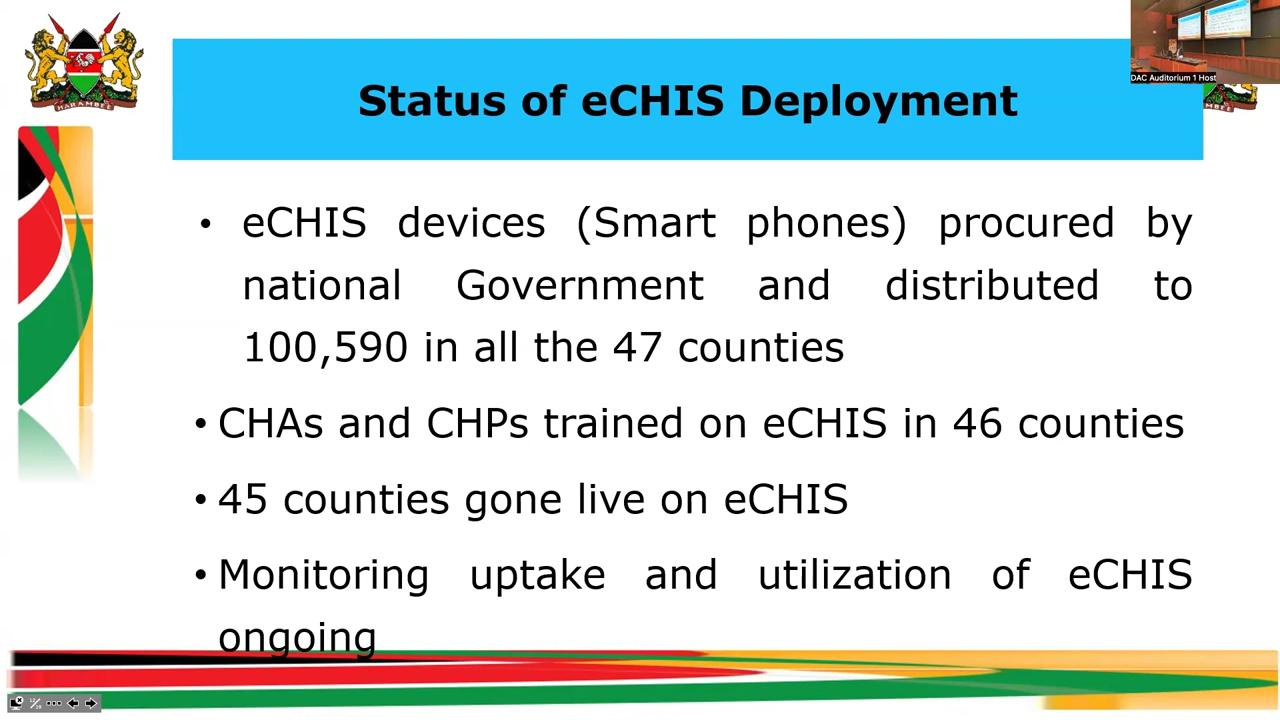 HARAMBEE
DAC Auditorium 1 Host
Status of eCHIS Deployment
• eCHIS devices (Smart phones) procured by
national Government and distributed to
100,590 in all the 47 counties
• CHAs and CHPs trained on eCHIS in 46 counties
• 45 counties gone live on eCHIS
• Monitoring uptake and utilization of eCHIS
ongoing